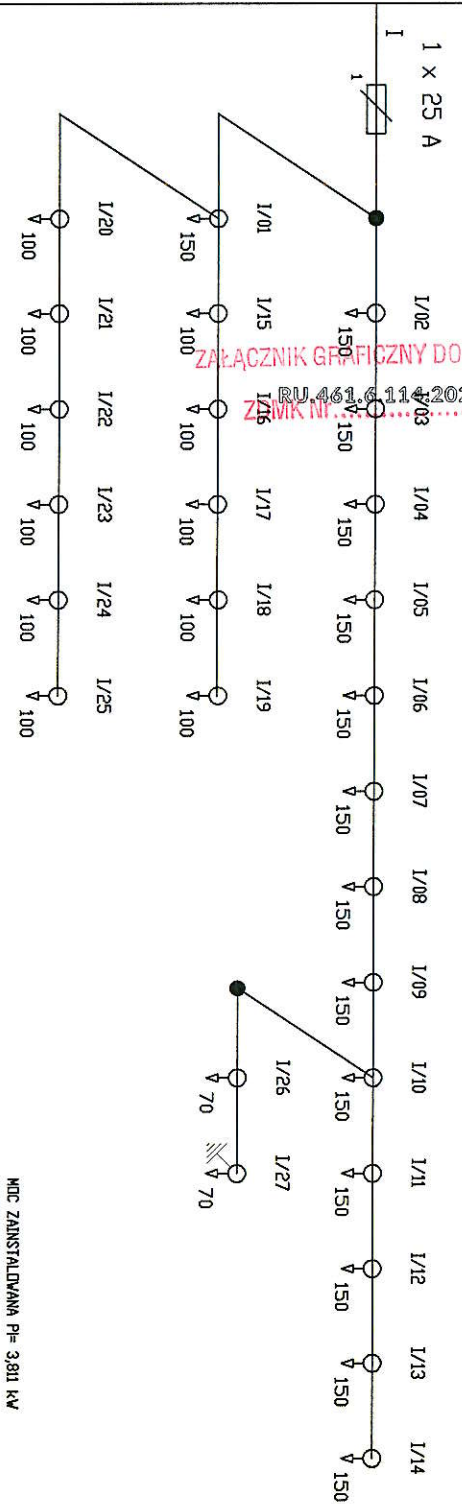 1 x 25 A
I
1
I/02
I/03
I/04
I/05
I/06
I/07
I/08
I/09
I/10
I/11
I/12
I/13
I/14
150
150
150
150
150
150
150
150
150
150
150
150
150
ZAŁĄCZNIK GRAFICZNY DO
RU.461.6.114.202
ZDMK Nr
I/01
I/15
I/16
I/17
I/18
I/19
150
100
100
100
100
100
I/26
I/27
70
70
I/20
I/21
I/22
I/23
I/24
I/25
100
100
100
100
100
100
MOC ZAINSTALOWANA Pi= 3,811 kW